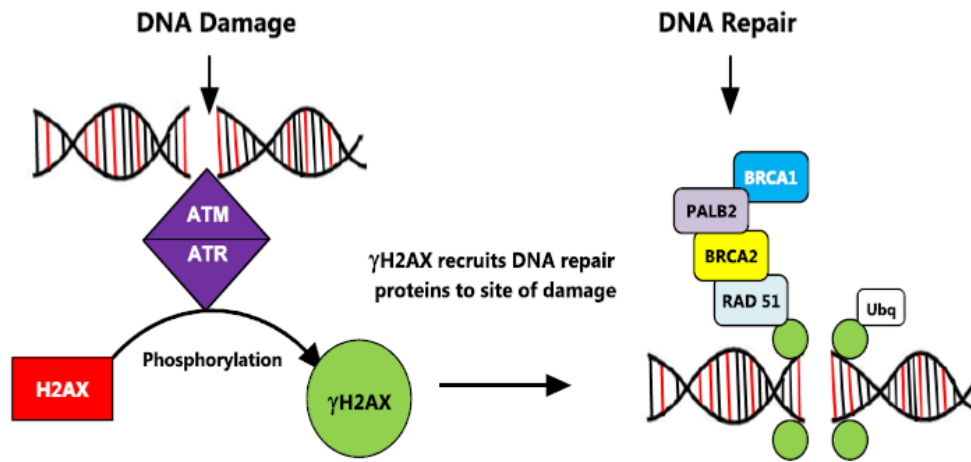 DNA Damage
DNA Repair
ATM
ATR
Phosphorylation
H2AX
γH2AX
γH2AX recruits DNA repair
proteins to site of damage
BRCA1
PALB2
BRCA2
RAD 51
Ubq